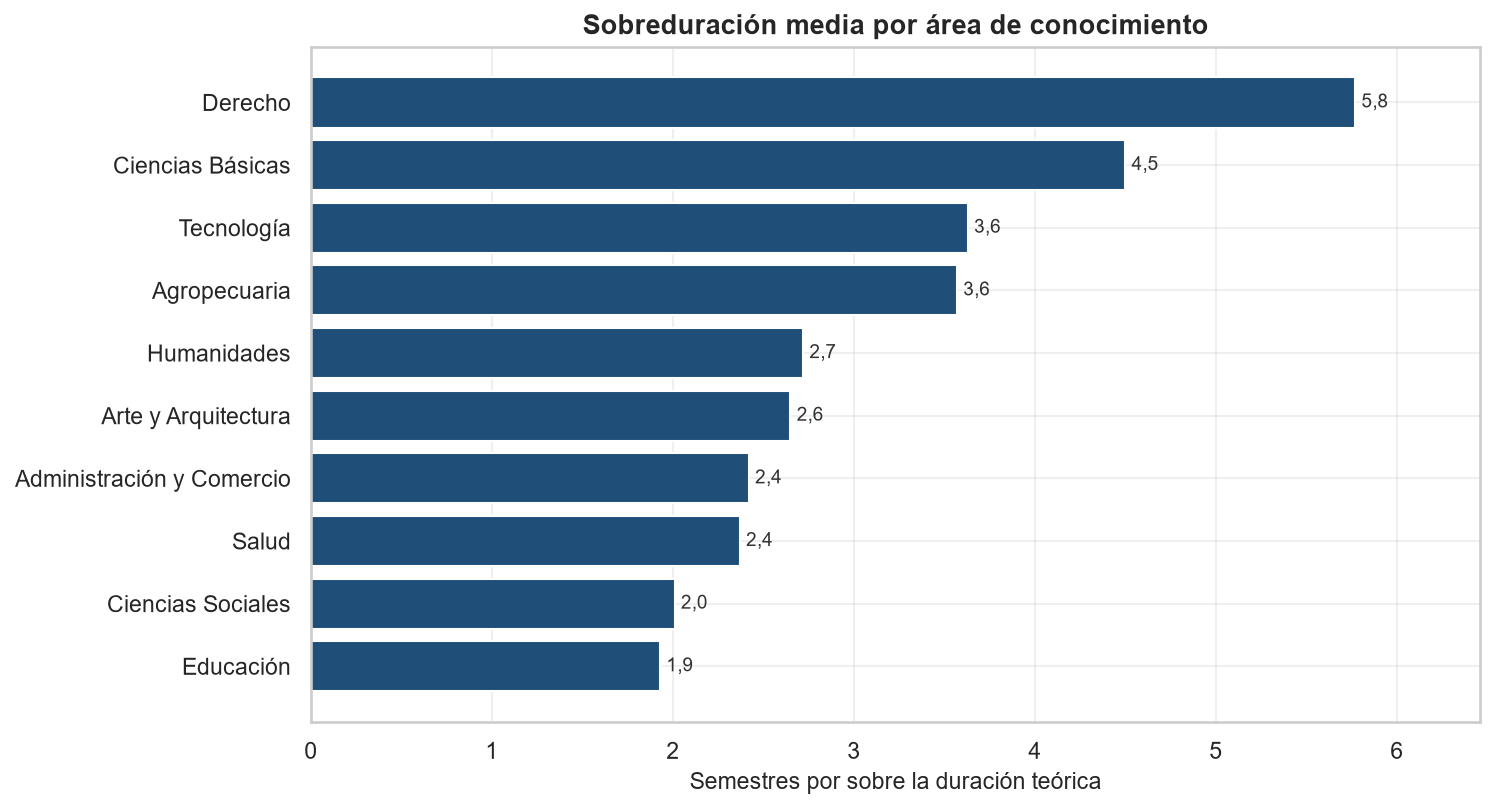 Sobreduración media por área de conocimiento
Derecho 5,8
Ciencias Básicas 4,5
Tecnología 3,6
Agropecuaria 3,6
Humanidades 2,7
Arte y Arquitectura 2,6
Administración y Comercio 2,4
Salud 2,4
Ciencias Sociales 2,0
Educación 1,9
0 1 2 3 4 5 6
Semestres por sobre la duración teórica